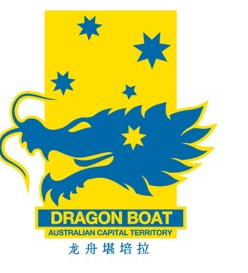 DRAGON BOAT
AUSTRALIAN CAPITAL TERRITORY
龙舟堪培拉